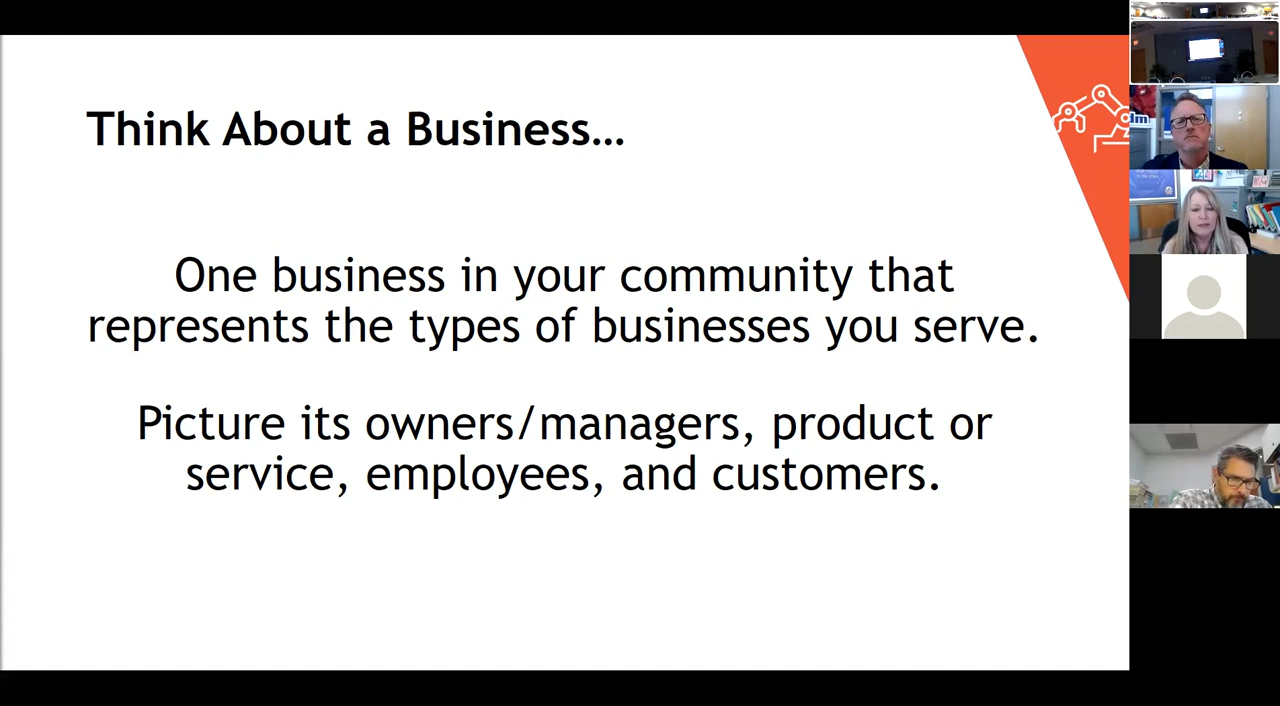 Think About a Business…
One business in your community that
represents the types of businesses you serve.
Picture its owners/managers, product or
service, employees, and customers.